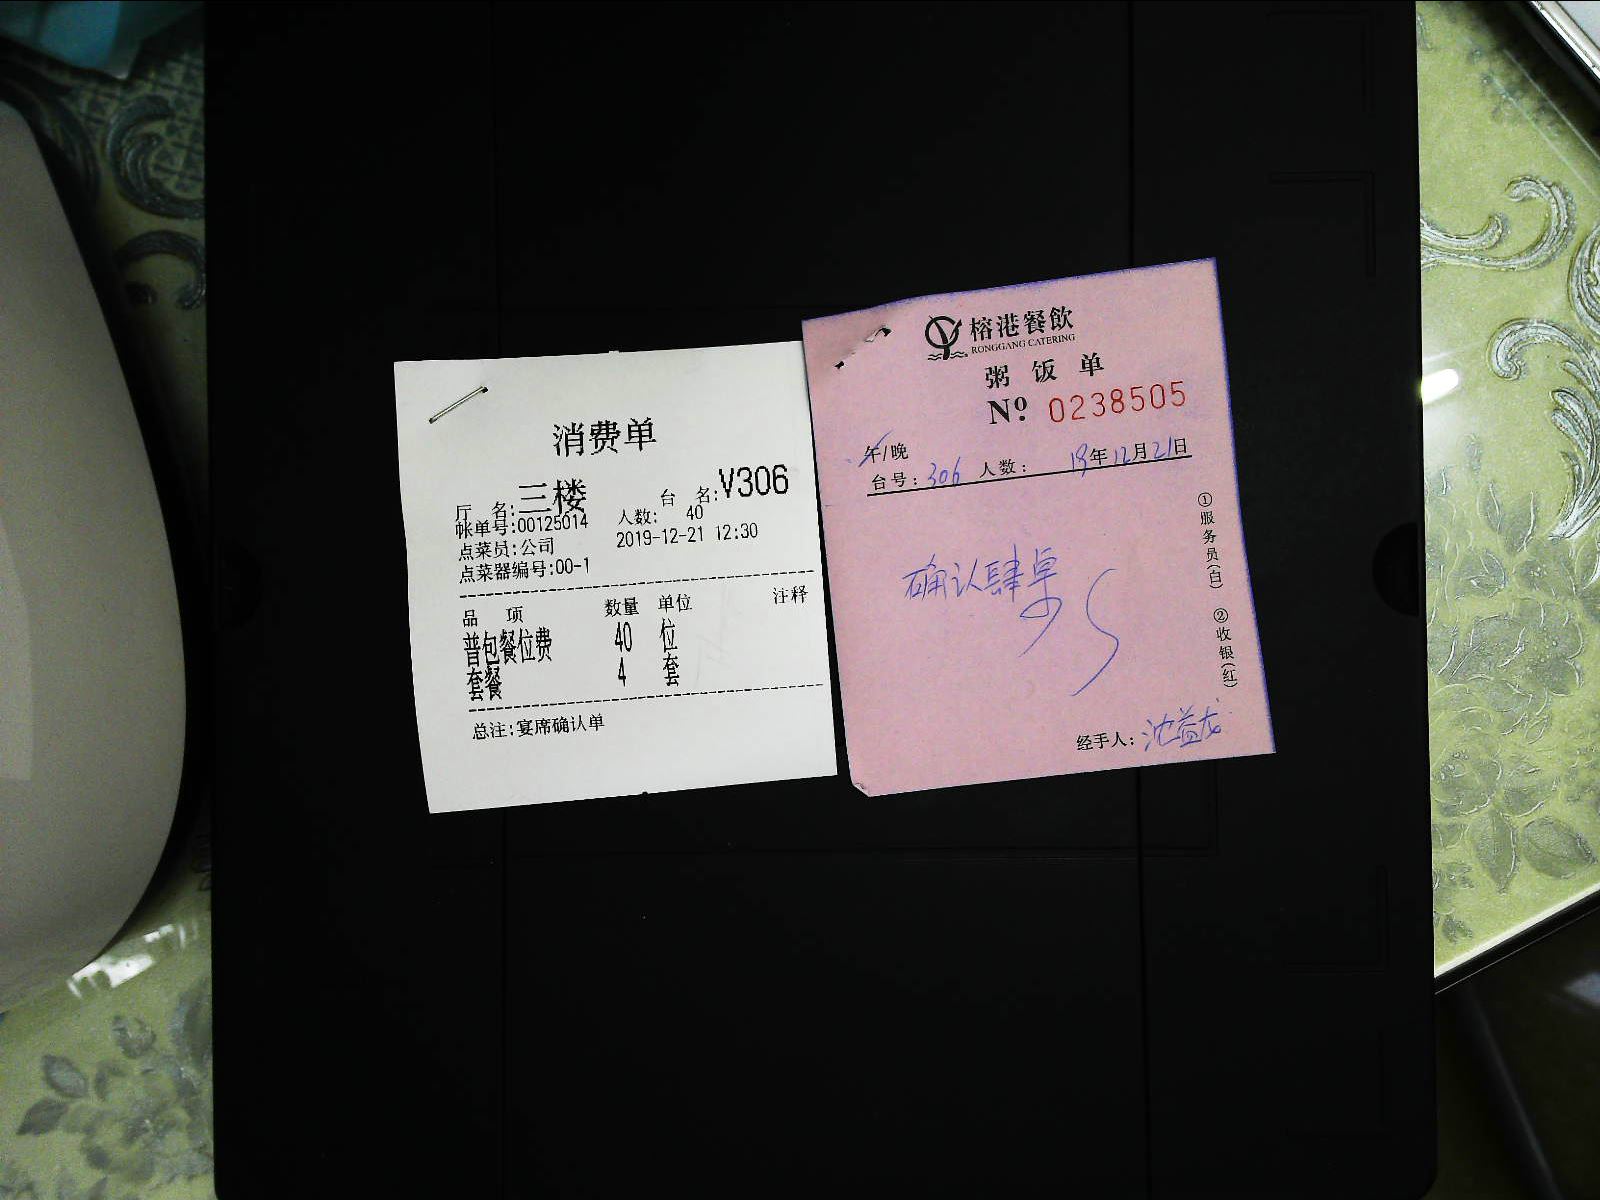 消费单
厅 名:三楼 台 名:V306
帐单号:00125014 人数: 40
点菜员:公司 2019-12-21 12:30
点菜器编号:00-1
品 项 数量 单位 注释
普包餐位费 40 位
套餐 4 套
总注:宴席确认单
榕港餐飲
RONGGANG CATERING
粥饭单
Nº 0238505
午/晚
台号:306 人数: 19年12月21日
确认肆桌
①服务员(白) ②收银(红)
经手人:沈益龙